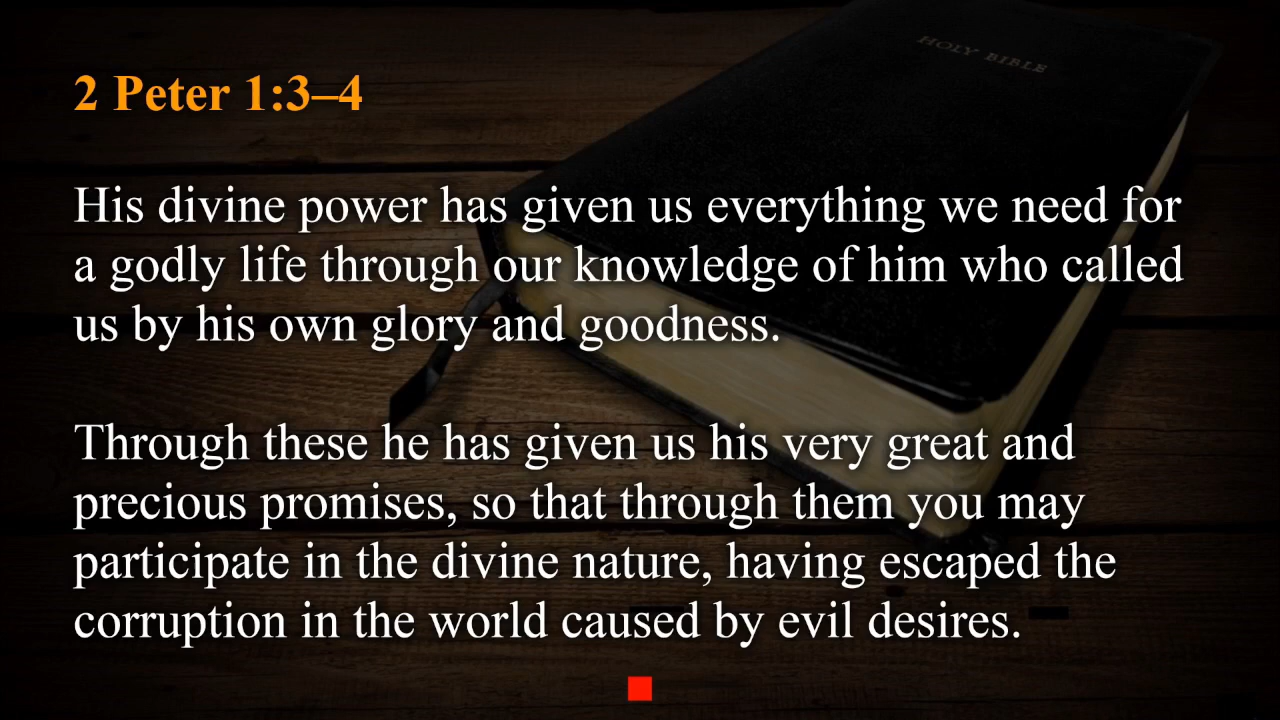 HOLY BIBLE
2 Peter 1:3–4
His divine power has given us everything we need for
a godly life through our knowledge of him who called
us by his own glory and goodness.
Through these he has given us his very great and
precious promises, so that through them you may
participate in the divine nature, having escaped the
corruption in the world caused by evil desires.